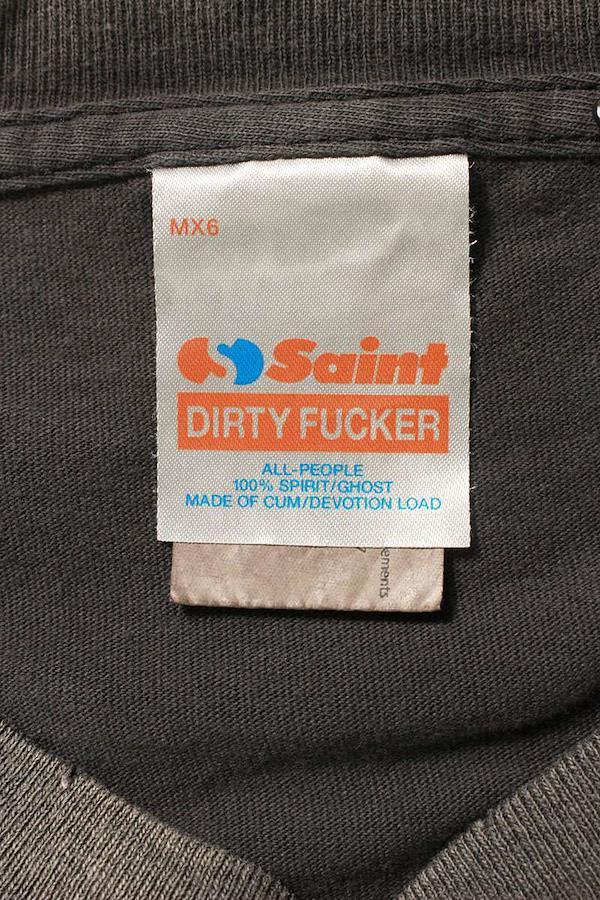 MX6
Saint
DIRTY FUCKER
ALL-PEOPLE
100% SPIRIT/GHOST
MADE OF CUM/DEVOTION LOAD
ements